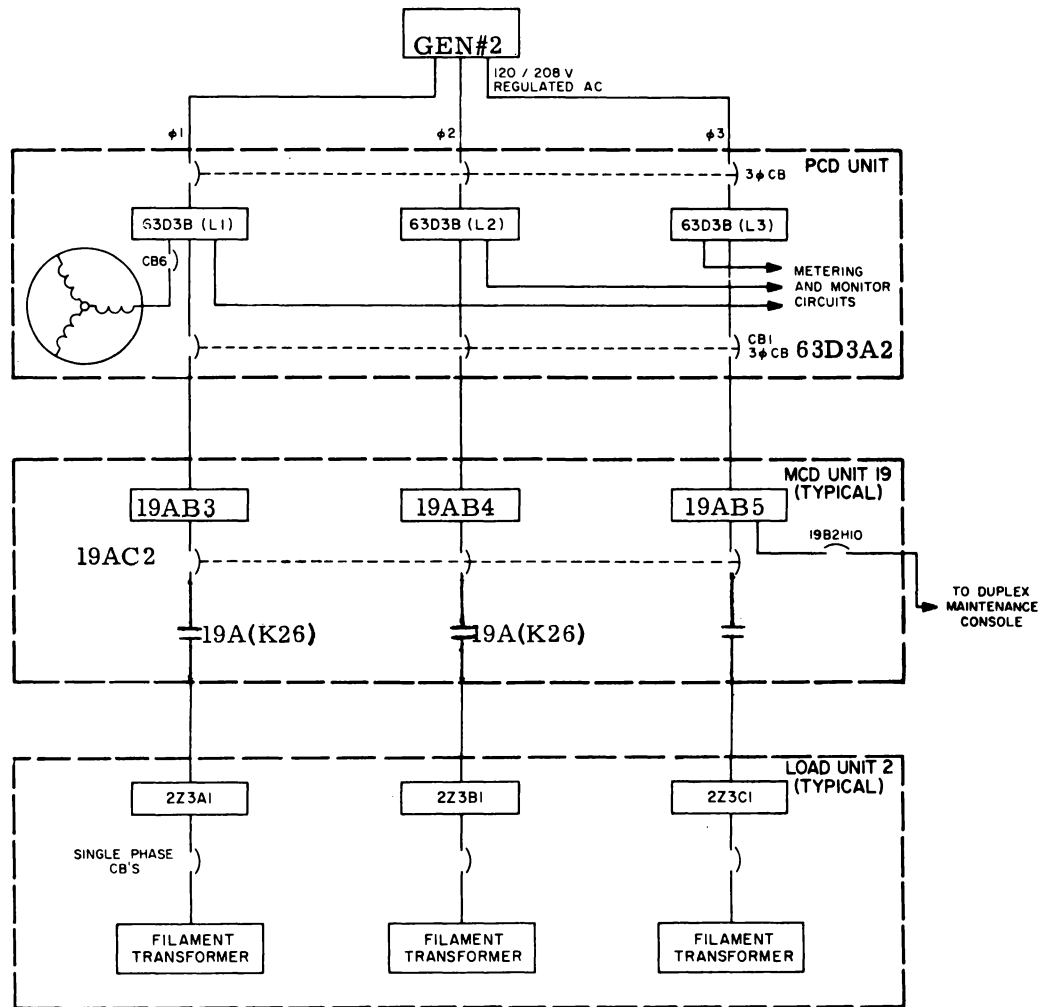 GEN#2
120 / 208 V
REGULATED AC
φ1
φ2
φ3
PCD UNIT
3φ CB
63D3B (L1)
63D3B (L2)
63D3B (L3)
CB6
METERING
AND MONITOR
CIRCUITS
CB1
3φ CB 63D3A2
MCD UNIT 19
(TYPICAL)
19AB3
19AB4
19AB5
19B2H10
19AC2
TO DUPLEX
MAINTENANCE
CONSOLE
19A(K26)
19A(K26)
LOAD UNIT 2
(TYPICAL)
2Z3A1
2Z3B1
2Z3C1
SINGLE PHASE
CB'S
FILAMENT
TRANSFORMER
FILAMENT
TRANSFORMER
FILAMENT
TRANSFORMER